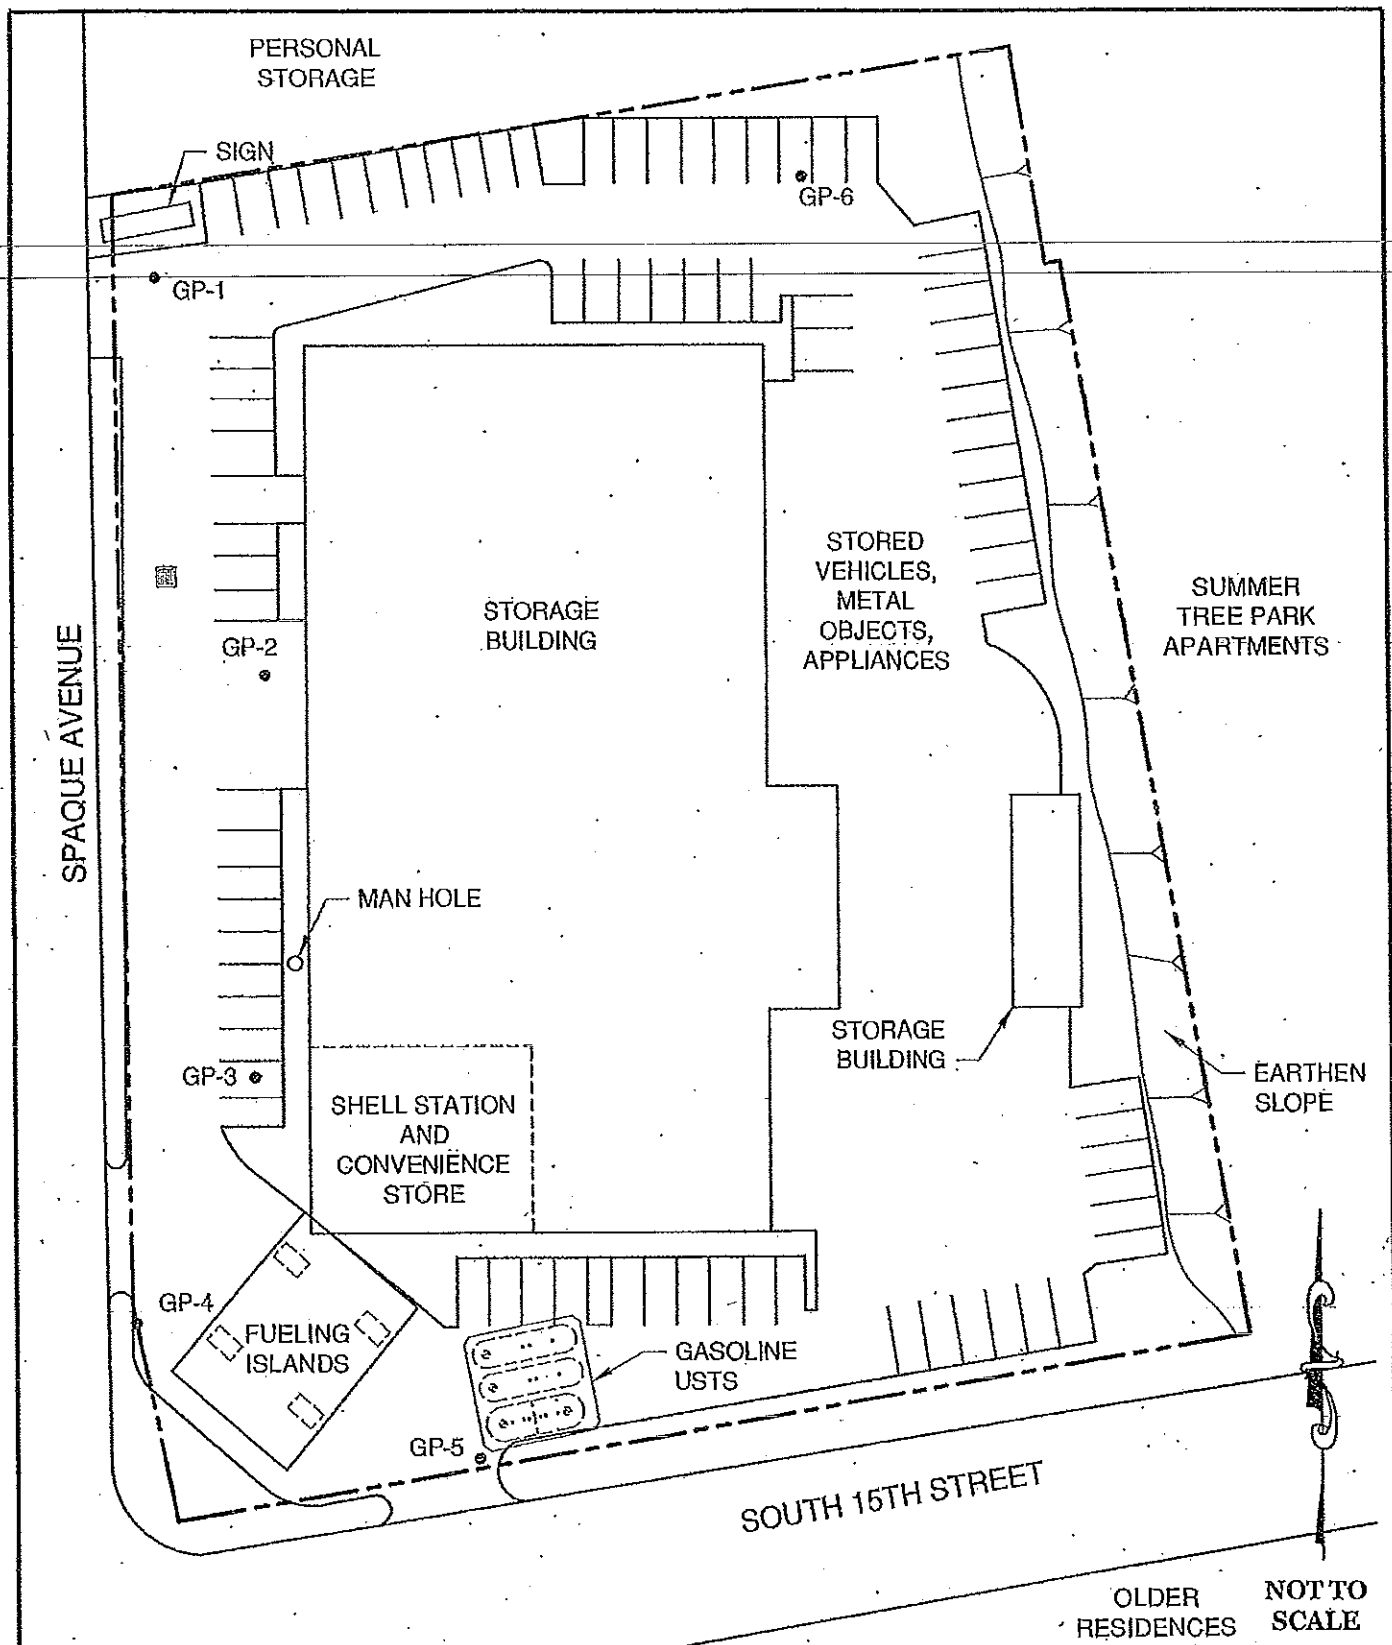 PERSONAL
STORAGE
SIGN
GP-6
GP-1
STORED
VEHICLES,
METAL
OBJECTS,
APPLIANCES
SUMMER
TREE PARK
APARTMENTS
STORAGE
BUILDING
GP-2
SPAQUE AVENUE
MAN HOLE
STORAGE
BUILDING
EARTHEN
SLOPE
GP-3
SHELL STATION
AND
CONVENIENCE
STORE
GP-4
FUELING
ISLANDS
GASOLINE
USTS
GP-5
SOUTH 15TH STREET
OLDER
RESIDENCES
NOT TO
SCALE